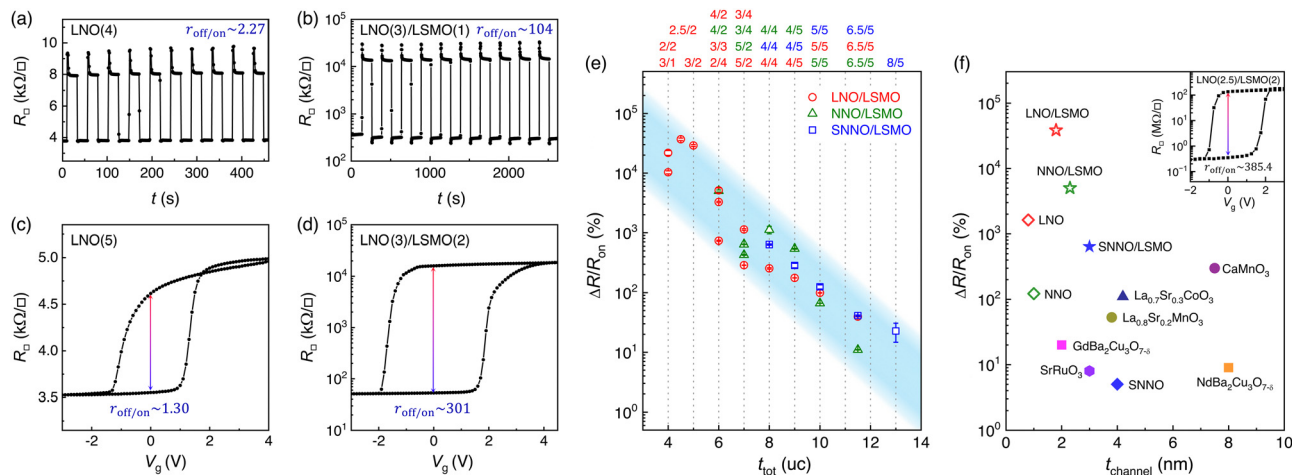 (a)
LNO(4)
r_off/on~2.27
R□ (kΩ/□)
10
8
6
4
0 100 200 300 400
t (s)
(b)
LNO(3)/LSMO(1)
r_off/on~104
R□ (kΩ/□)
10^5
10^4
10^3
10^2
0 1000 2000
t (s)
(c)
LNO(5)
R□ (kΩ/□)
5.0
4.5
4.0
3.5
r_off/on~1.30
-2 0 2 4
V_g (V)
(d)
LNO(3)/LSMO(2)
R□ (kΩ/□)
10^5
10^4
10^3
10^2
10^1
r_off/on~301
-2 0 2 4
V_g (V)
(e)
4/2 3/4
2.5/2 4/2 3/4 4/4 4/5 5/5 6.5/5
2/2 3/3 5/2 4/4 4/5 5/5 6.5/5
3/1 3/2 2/4 5/2 4/4 4/5 5/5 6.5/5 8/5
LNO/LSMO
NNO/LSMO
SNNO/LSMO
ΔR/R_on (%)
10^5
10^4
10^3
10^2
10^1
10^0
4 6 8 10 12 14
t_tot (uc)
(f)
ΔR/R_on (%)
10^5
10^4
10^3
10^2
10^1
10^0
LNO/LSMO
NNO/LSMO
LNO
SNNO/LSMO
CaMnO3
NNO
La0.7Sr0.3CoO3
La0.8Sr0.2MnO3
GdBa2Cu3O7-δ
SrRuO3
SNNO
NdBa2Cu3O7-δ
0 2 4 6 8 10
t_channel (nm)
LNO(2.5)/LSMO(2)
R□ (MΩ/□)
10^2
10^1
10^0
10^-1
r_off/on~385.4
-2 0 2
V_g (V)